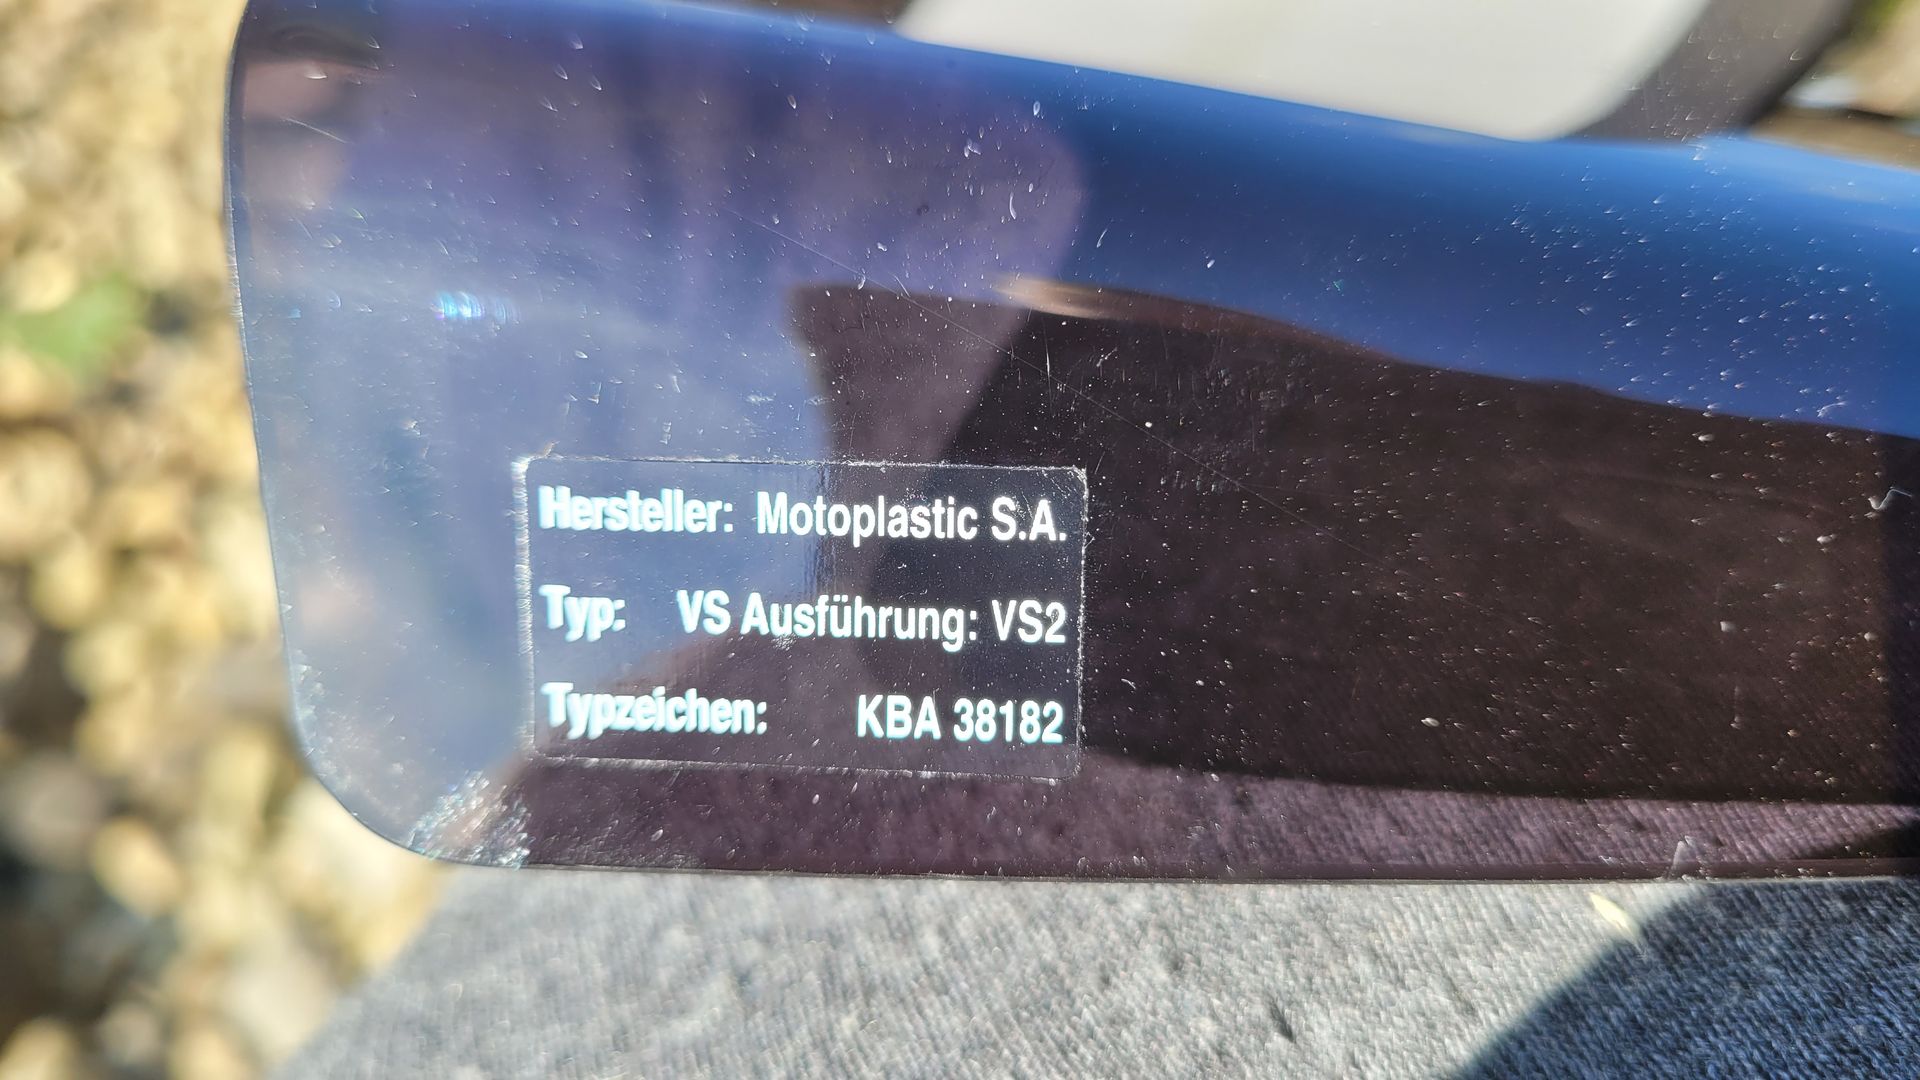 Hersteller: Motoplastic S.A.
Typ: VS Ausführung: VS2
Typzeichen: KBA 38182